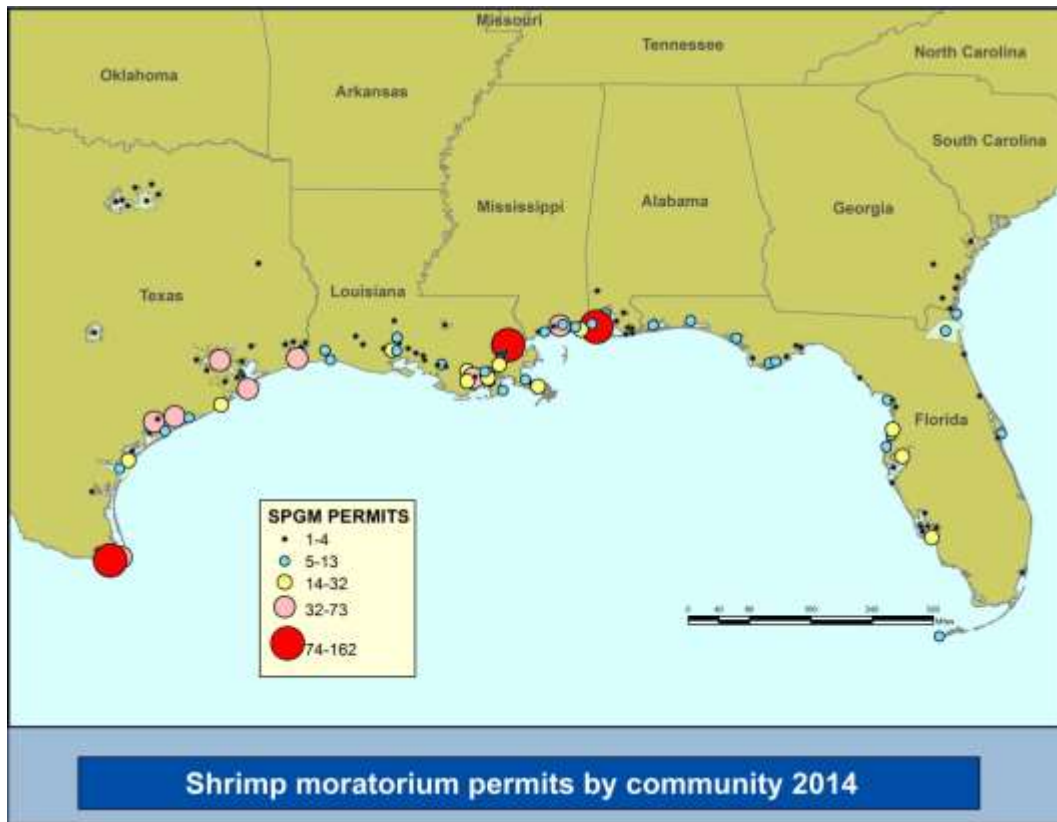 Missouri
Tennessee
North Carolina
Oklahoma
Arkansas
South Carolina
Mississippi
Alabama
Georgia
Texas
Louisiana
Florida
SPGM PERMITS
1-4
5-13
14-32
32-73
74-162
Miles
Shrimp moratorium permits by community 2014